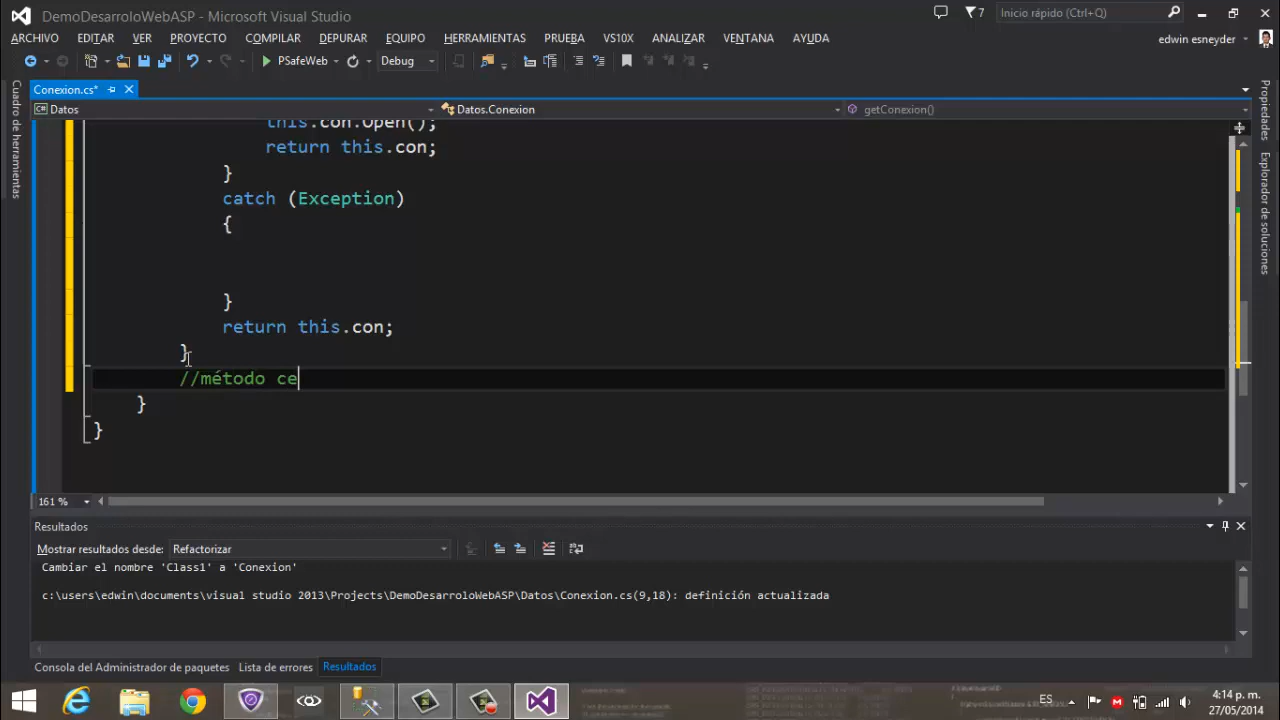 DemoDesarroloWebASP - Microsoft Visual Studio
7
Inicio rápido (Ctrl+Q)
ARCHIVO EDITAR VER PROYECTO COMPILAR DEPURAR EQUIPO HERRAMIENTAS PRUEBA VS10X ANALIZAR VENTANA AYUDA
edwin esneyder
PSafeWeb Debug
Cuadro de herramientas
Conexion.cs*
Datos Datos.Conexion getConexion()
Propiedades
Explorador de soluciones
this.con.Open();
return this.con;
}
catch (Exception)
{
}
return this.con;
}
//método ce
}
}
161 %
Resultados
Mostrar resultados desde: Refactorizar
Cambiar el nombre 'Class1' a 'Conexion'
c:\users\edwin\documents\visual studio 2013\Projects\DemoDesarroloWebASP\Datos\Conexion.cs(9,18): definición actualizada
Consola del Administrador de paquetes Lista de errores Resultados
ES
4:14 p. m.
27/05/2014